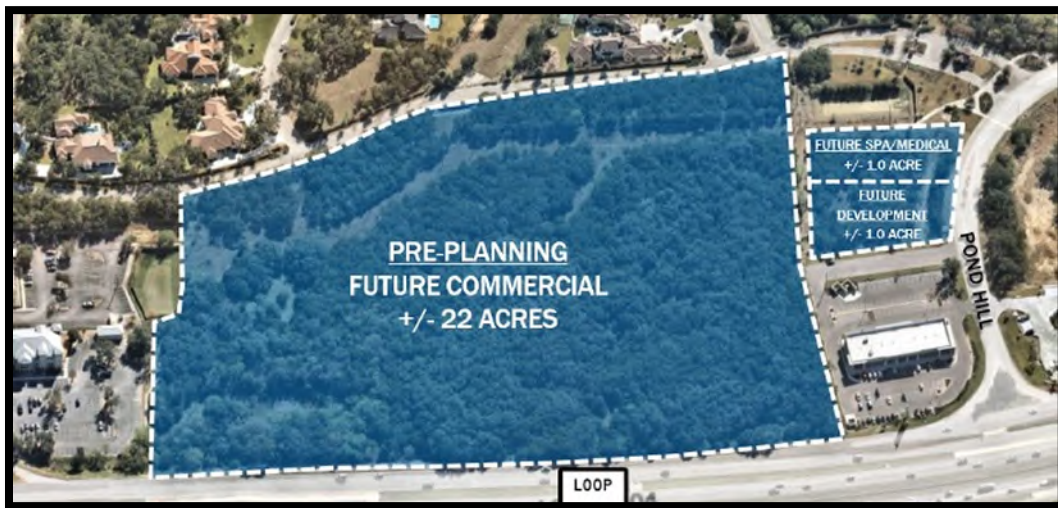 PRE-PLANNING
FUTURE COMMERCIAL
+/- 22 ACRES
FUTURE SPA/MEDICAL
+/- 1.0 ACRE
FUTURE
DEVELOPMENT
+/- 1.0 ACRE
POND HILL
LOOP